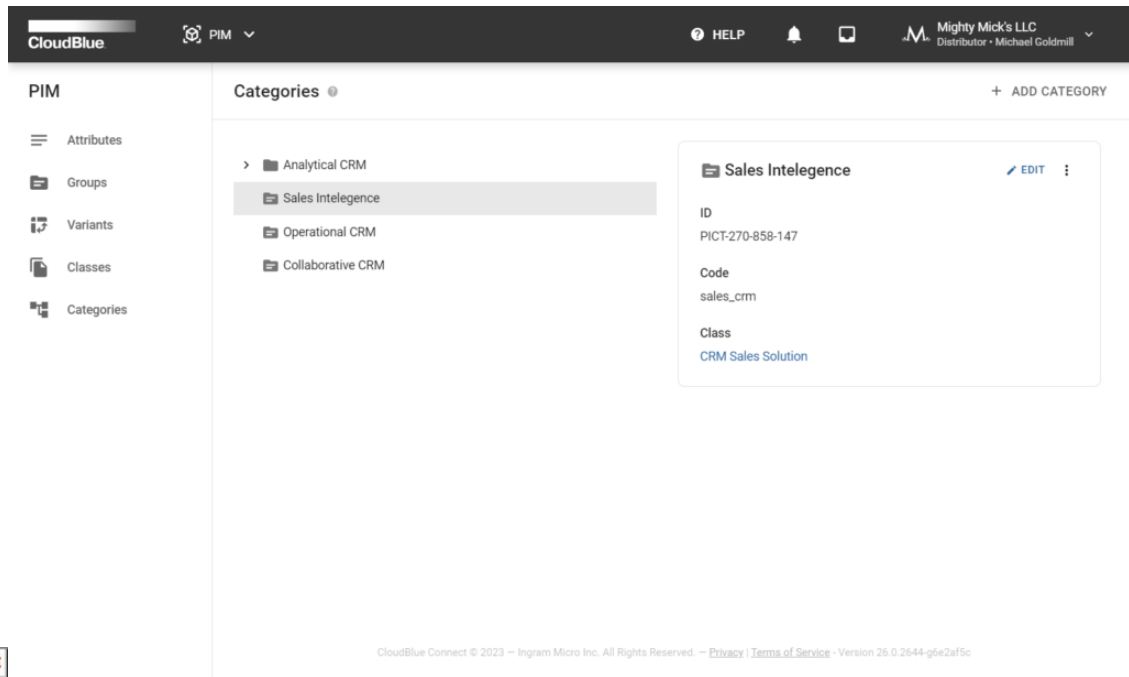 CloudBlue
PIM
HELP
Mighty Mick's LLC
Distributor • Michael Goldmill
PIM
Attributes
Groups
Variants
Classes
Categories
Categories
+ ADD CATEGORY
Analytical CRM
Sales Intelegence
Operational CRM
Collaborative CRM
Sales Intelegence
EDIT
ID
PICT-270-858-147
Code
sales_crm
Class
CRM Sales Solution
CloudBlue Connect © 2023 — Ingram Micro Inc. All Rights Reserved. — Privacy | Terms of Service - Version 26.0.2644-g6e2af5c